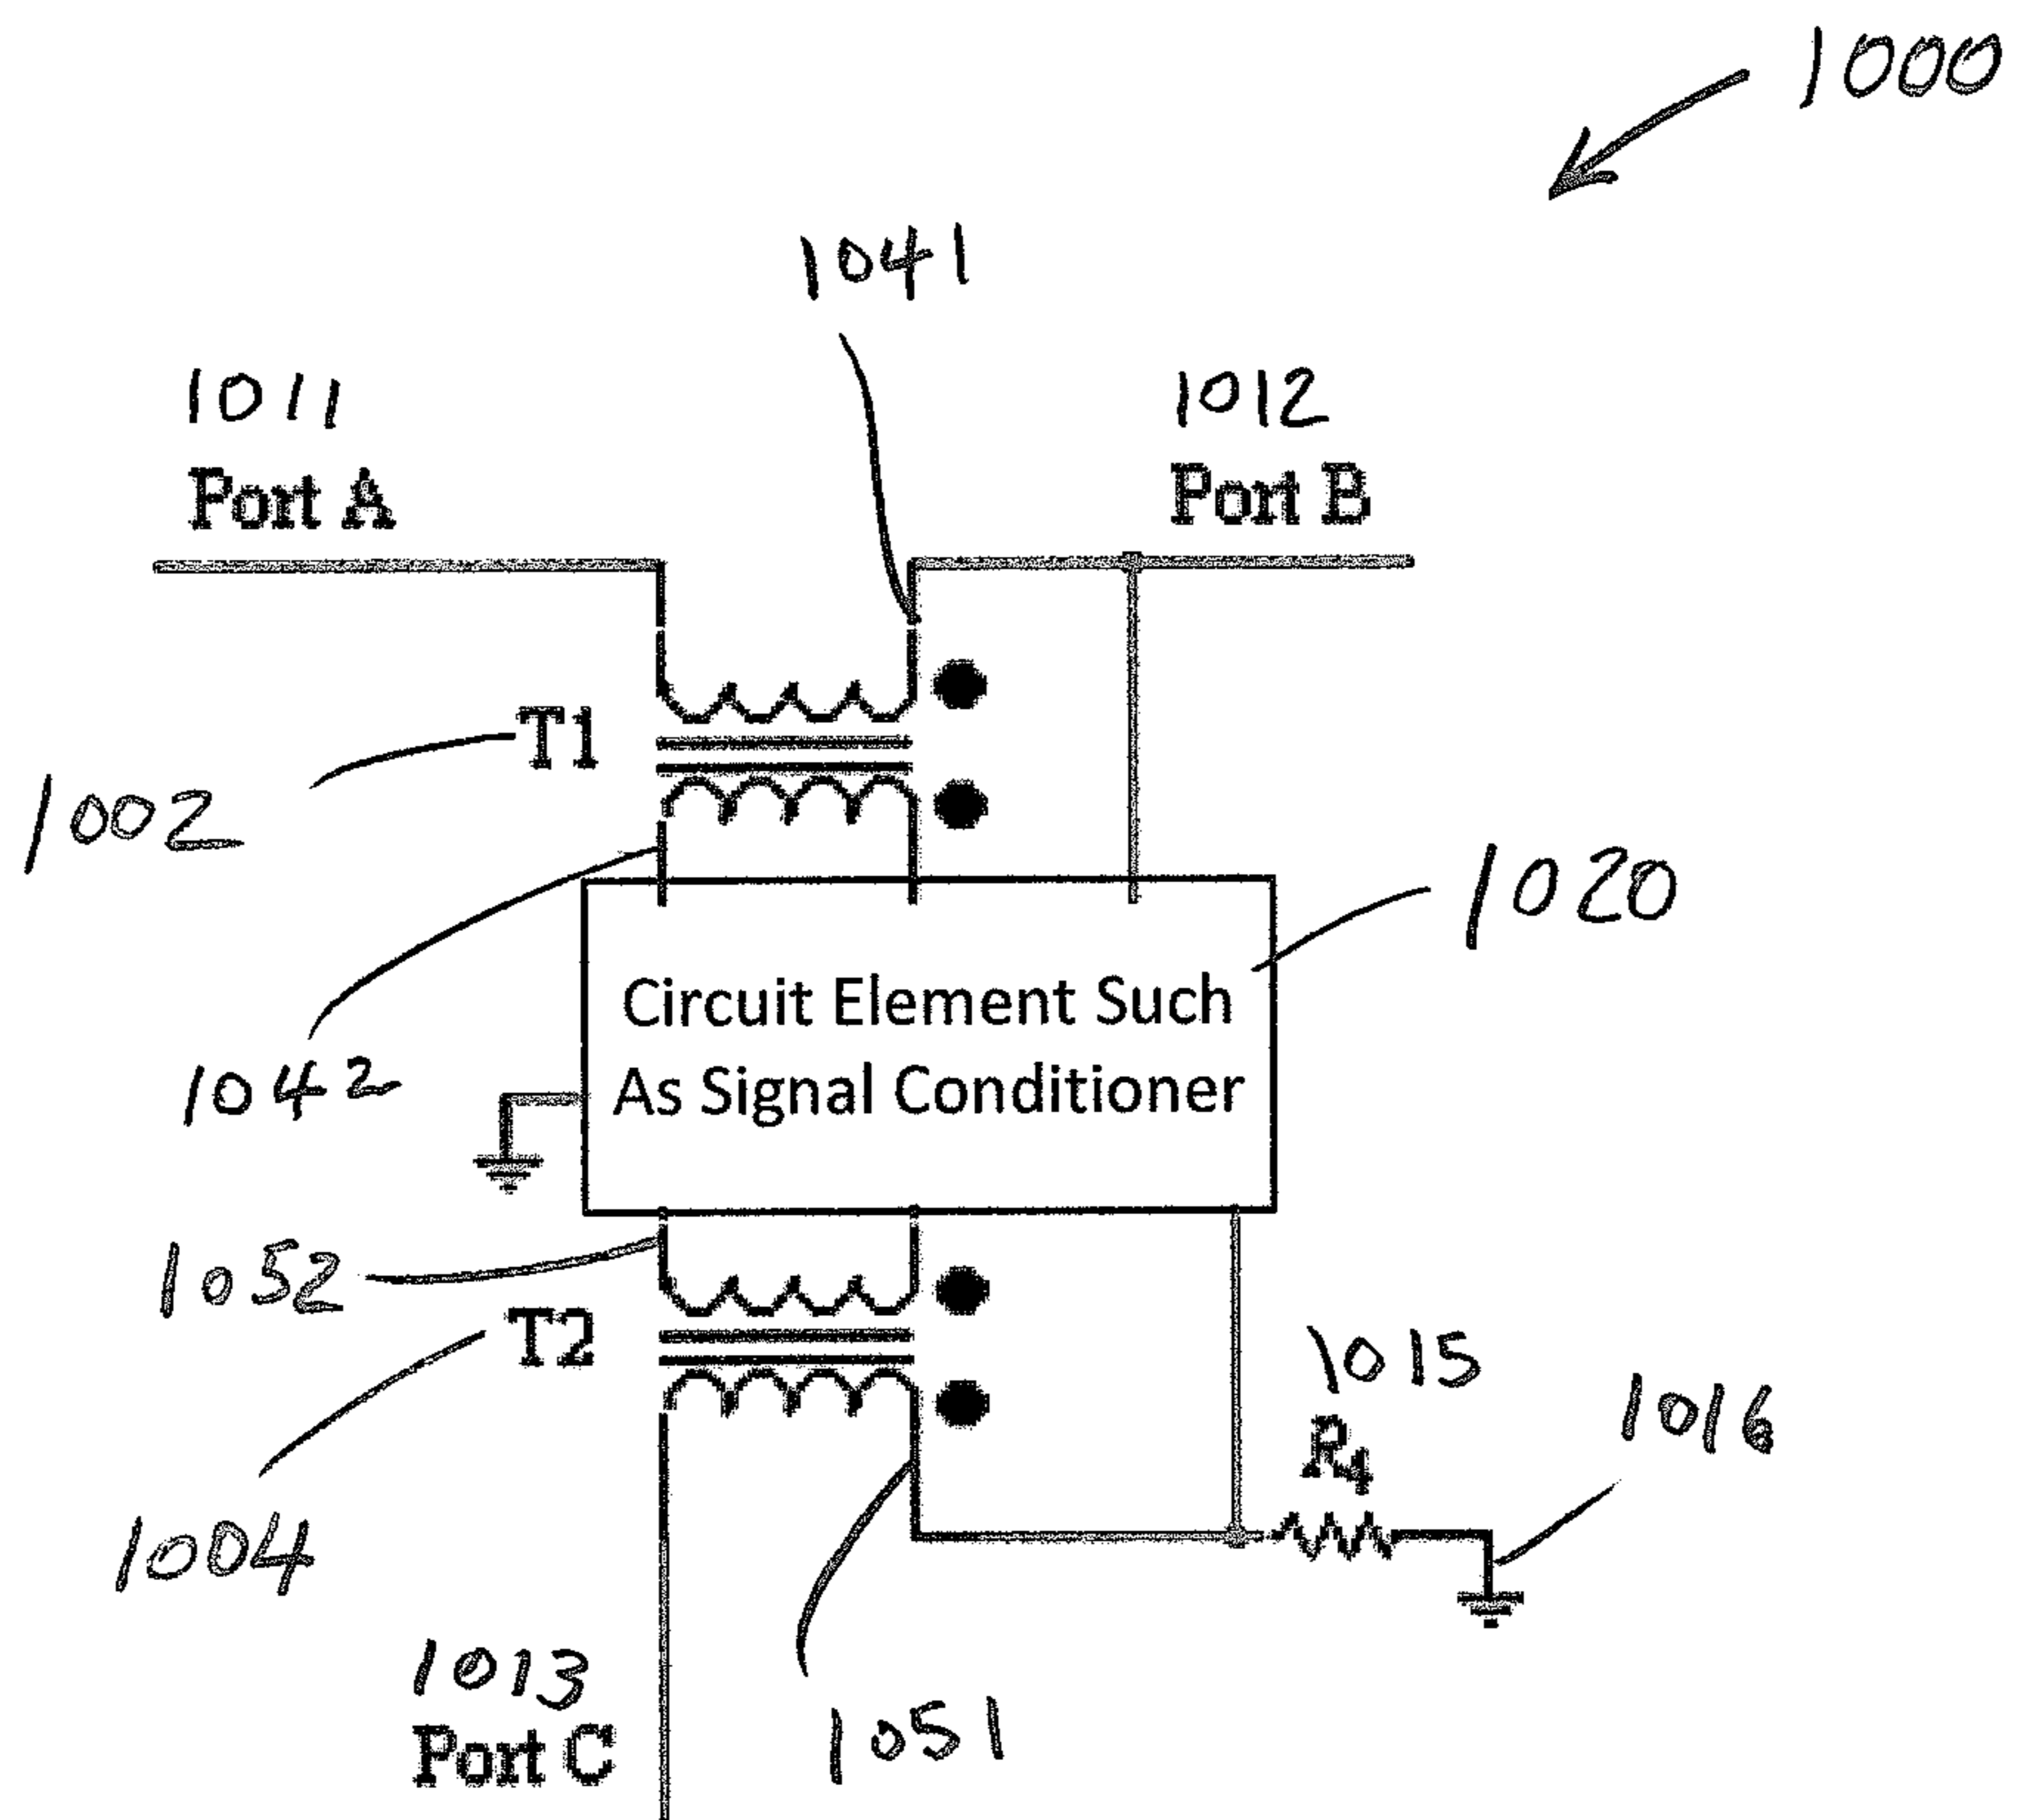 1000
1041
1011
Port A
1012
Port B
T1
1002
1020
Circuit Element Such
As Signal Conditioner
1042
1052
T2
1004
1015
R4
1016
1013
Port C
1051